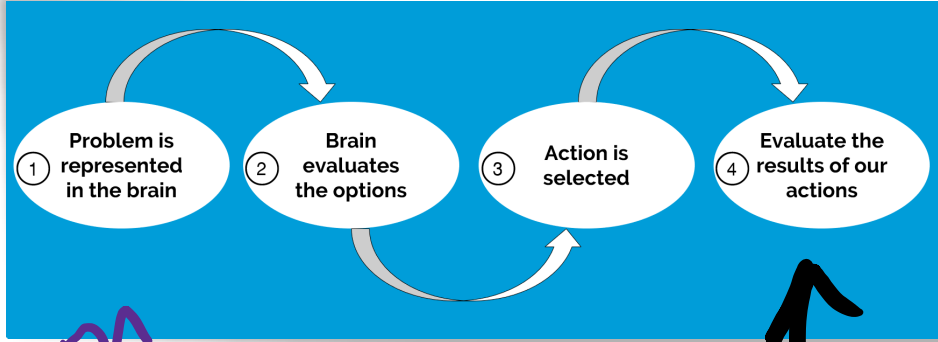 1
Problem is
represented
in the brain
2
Brain
evaluates
the options
3
Action is
selected
4
Evaluate the
results of our
actions